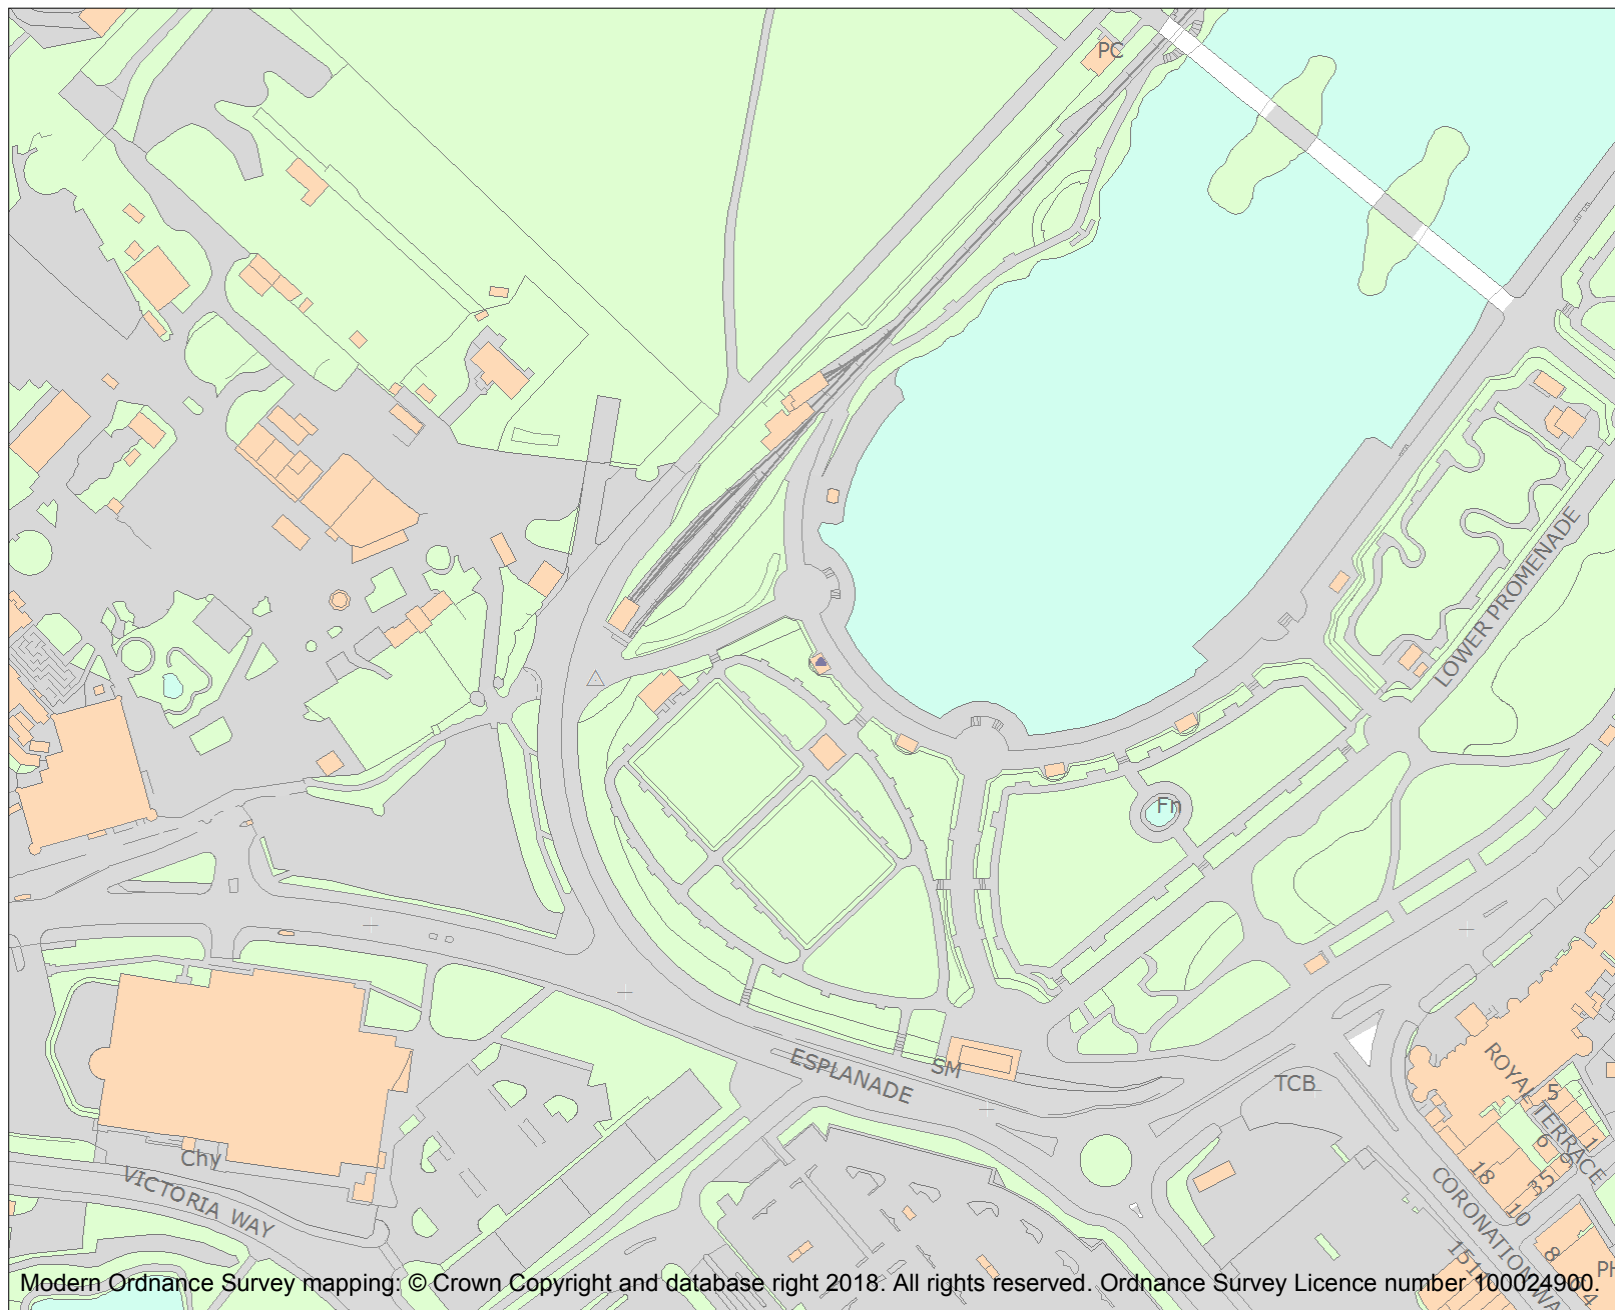 PC
LOWER PROMENADE
Fn
ESPLANADE
SM
TCB
ROYAL TERRACE
5
6
1
18
35
10
8
CORONATION WA
Chy
VICTORIA WAY
PH
Modern Ordnance Survey mapping: © Crown Copyright and database right 2018. All rights reserved. Ordnance Survey Licence number 100024900.